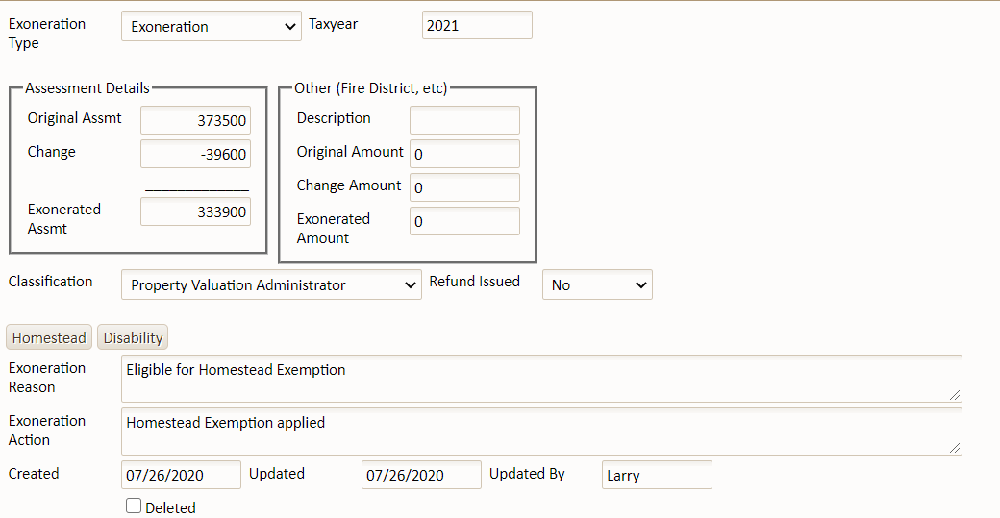 Exoneration Type Exoneration Taxyear 2021
Assessment Details
Original Assmt 373500
Change -39600
Exonerated Assmt 333900
Other (Fire District, etc)
Description
Original Amount 0
Change Amount 0
Exonerated Amount 0
Classification Property Valuation Administrator Refund Issued No
Homestead Disability
Exoneration Reason Eligible for Homestead Exemption
Exoneration Action Homestead Exemption applied
Created 07/26/2020 Updated 07/26/2020 Updated By Larry
Deleted